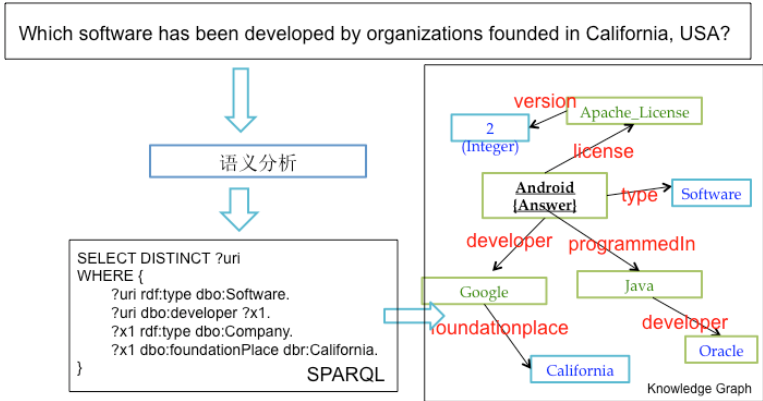 Which software has been developed by organizations founded in California, USA?
语义分析
SELECT DISTINCT ?uri
WHERE {
?uri rdf:type dbo:Software.
?uri dbo:developer ?x1.
?x1 rdf:type dbo:Company.
?x1 dbo:foundationPlace dbr:California.
}
SPARQL
version
Apache_License
2
(Integer)
license
Android
{Answer}
type
Software
developer
programmedIn
Google
Java
foundationplace
developer
Oracle
California
Knowledge Graph